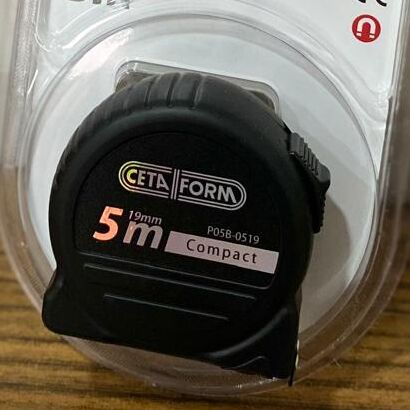 CETA FORM
19mm
5m
P05B-0519
Compact